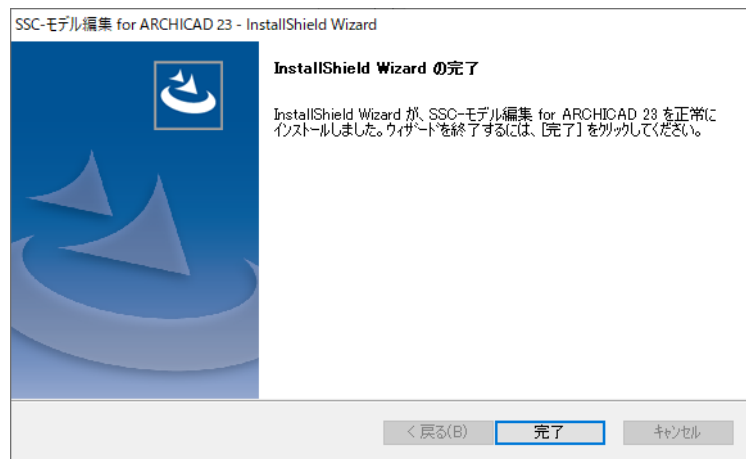 SSC-モデル編集 for ARCHICAD 23 - InstallShield Wizard
InstallShield Wizard の完了
InstallShield Wizard が、SSC-モデル編集 for ARCHICAD 23 を正常に
インストールしました。ウィザードを終了するには、[完了] をクリックしてください。
< 戻る(B)
完了
キャンセル